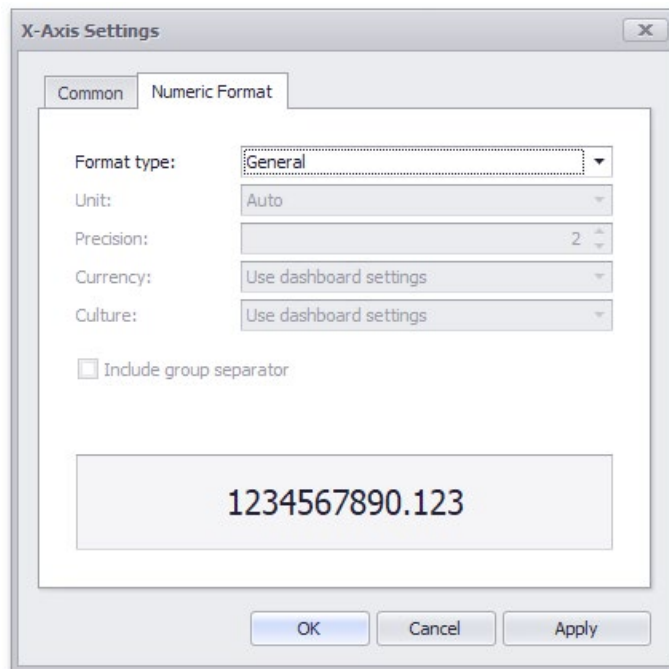 X-Axis Settings
Common Numeric Format
Format type: General
Unit: Auto
Precision: 2
Currency: Use dashboard settings
Culture: Use dashboard settings
Include group separator
1234567890.123
OK Cancel Apply